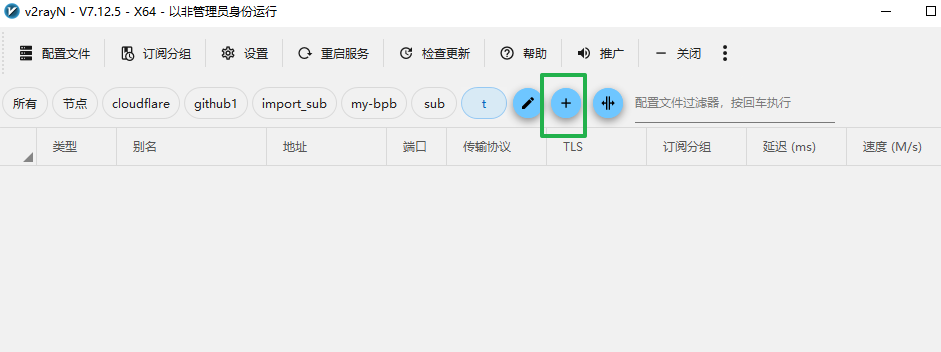 v2rayN - V7.12.5 - X64 - 以非管理员身份运行
配置文件 订阅分组 设置 重启服务 检查更新 帮助 推广 关闭
所有 节点 cloudflare github1 import_sub my-bpb sub t 配置文件过滤器，按回车执行
类型 别名 地址 端口 传输协议 TLS 订阅分组 延迟 (ms) 速度 (M/s)